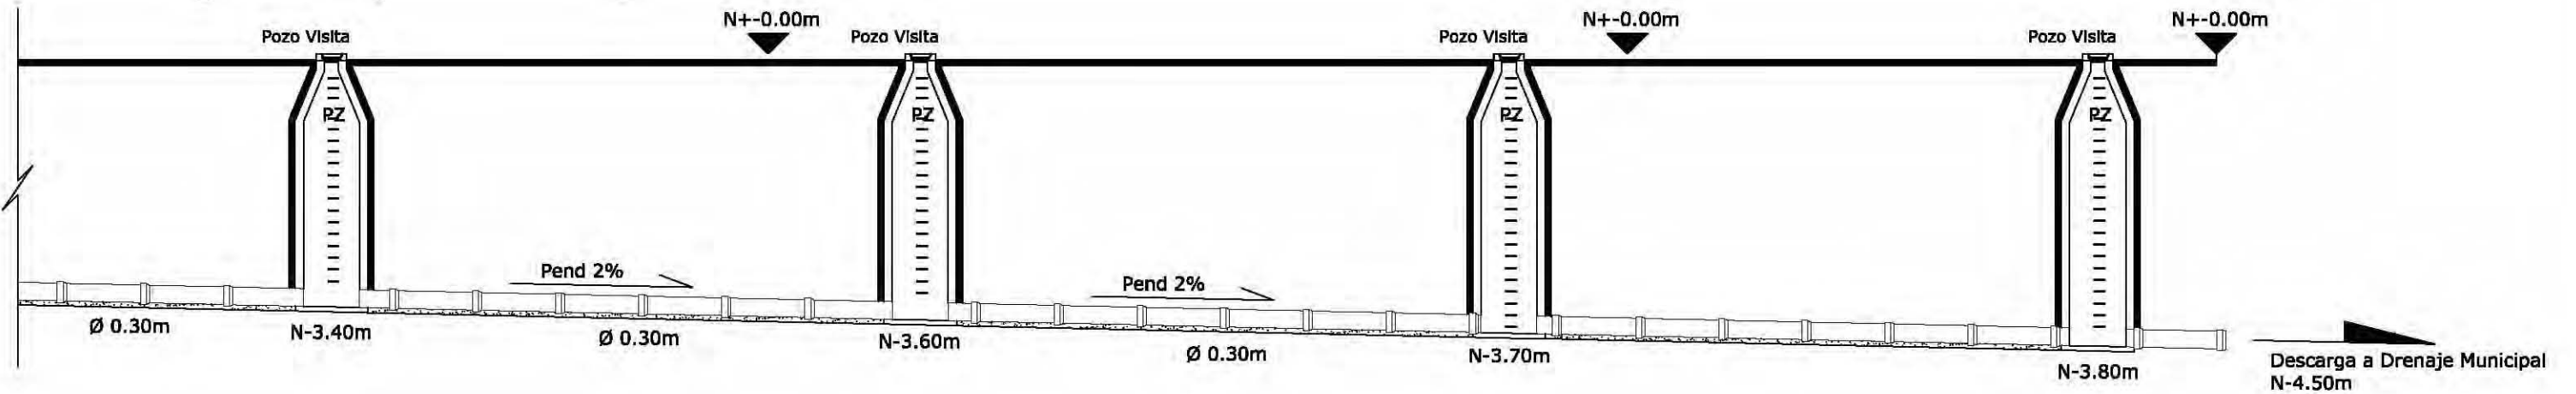 N+-0.00m
N+-0.00m
N+-0.00m
Pozo Visita
Pozo Visita
Pozo Visita
Pozo Visita
PZ
PZ
PZ
PZ
Pend 2%
Pend 2%
Ø 0.30m
N-3.40m
Ø 0.30m
N-3.60m
Ø 0.30m
N-3.70m
N-3.80m
Descarga a Drenaje Municipal
N-4.50m